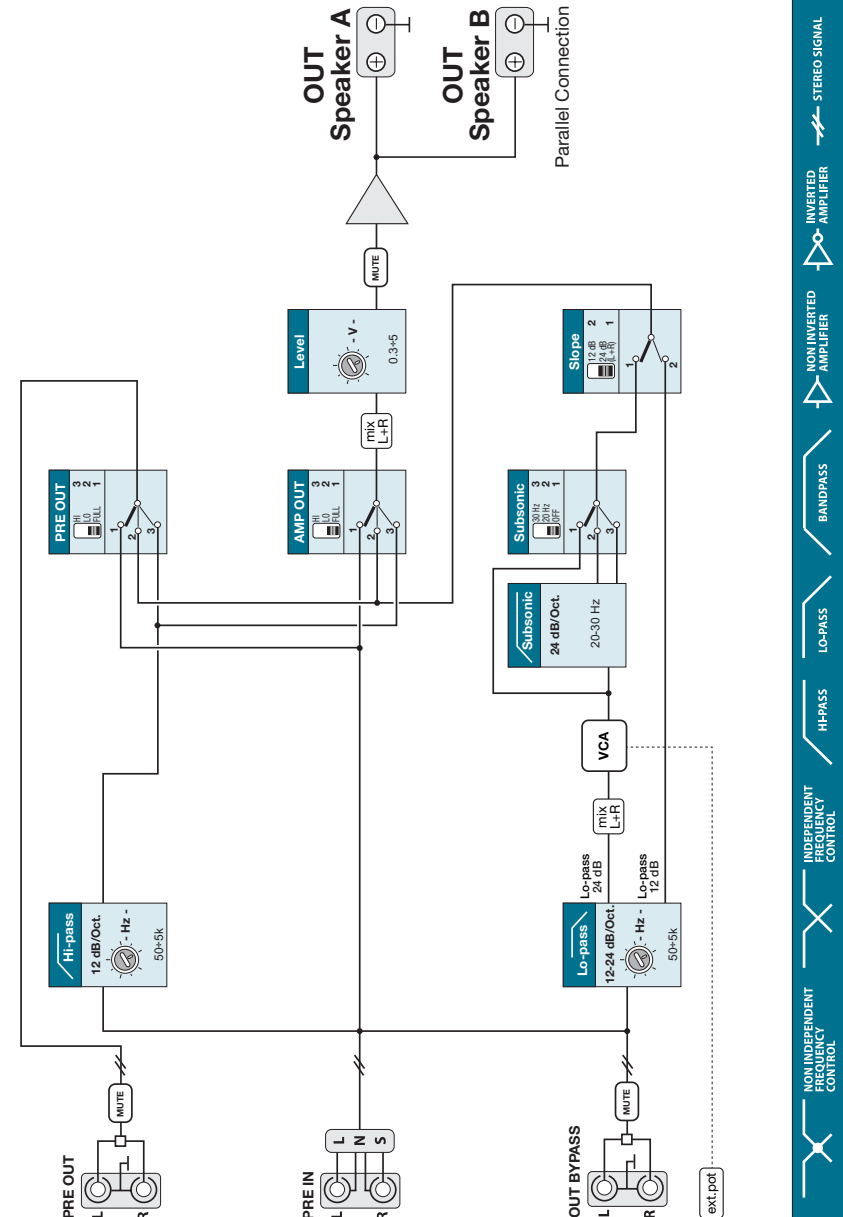 OUT
Speaker A
OUT
Speaker B
Parallel Connection
MUTE
Level
- V -
0.3÷5
mix
L+R
PRE OUT
HI
LO
FULL
3
2
1
1
2
3
AMP OUT
HI
LO
FULL
3
2
1
1
2
3
Slope
12 dB
24 dB
(L+R)
2
1
1
2
Subsonic
30 Hz
20 Hz
OFF
3
2
1
1
2
3
Subsonic
24 dB/Oct.
20-30 Hz
VCA
mix
L+R
Lo-pass
24 dB
Lo-pass
12 dB
Hi-pass
12 dB/Oct.
- Hz -
50÷5k
Lo-pass
12-24 dB/Oct.
- Hz -
50÷5k
MUTE
PRE OUT
L
R
L
N
S
PRE IN
L
R
MUTE
OUT BYPASS
L
R
ext.pot
NON INDEPENDENT
FREQUENCY
CONTROL
INDEPENDENT
FREQUENCY
CONTROL
HI-PASS
LO-PASS
BANDPASS
NON INVERTED
AMPLIFIER
INVERTED
AMPLIFIER
STEREO SIGNAL